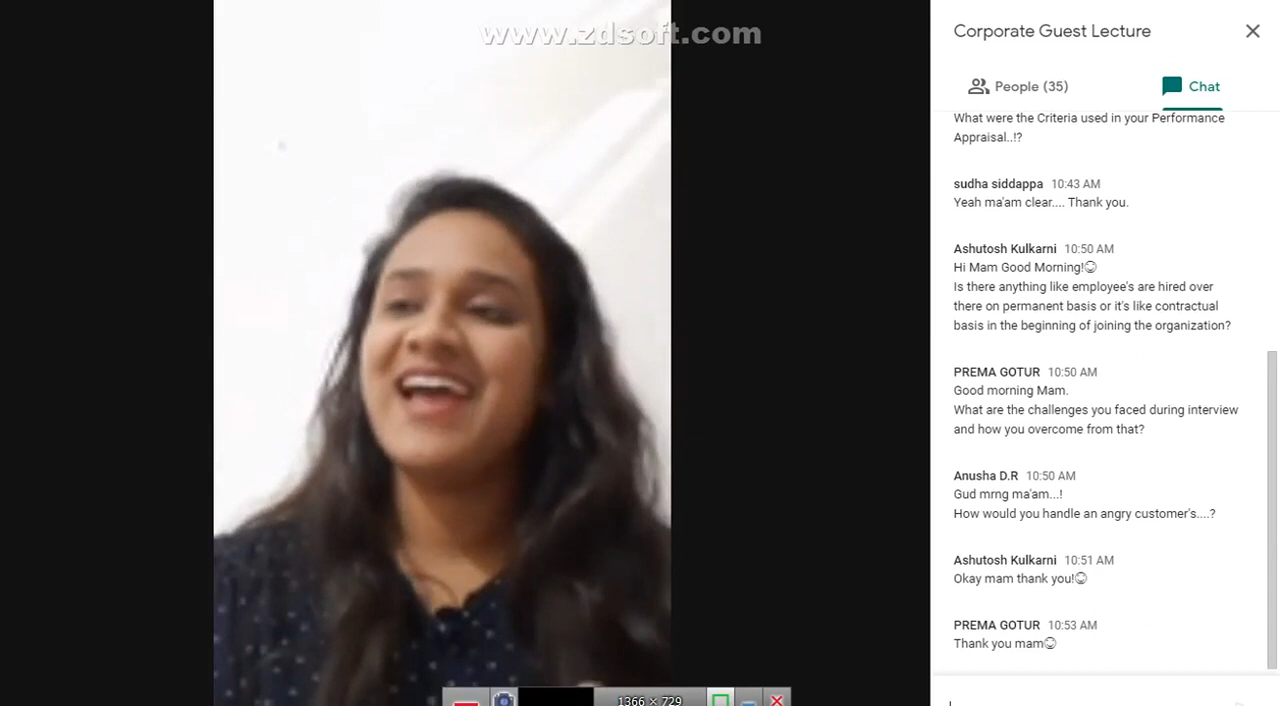 www.zdsoft.com
Corporate Guest Lecture
People (35)
Chat
What were the Criteria used in your Performance
Appraisal..!?
sudha siddappa 10:43 AM
Yeah ma'am clear.... Thank you.
Ashutosh Kulkarni 10:50 AM
Hi Mam Good Morning!☺
Is there anything like employee's are hired over
there on permanent basis or it's like contractual
basis in the beginning of joining the organization?
PREMA GOTUR 10:50 AM
Good morning Mam.
What are the challenges you faced during interview
and how you overcome from that?
Anusha D.R 10:50 AM
Gud mrng ma'am...!
How would you handle an angry customer's....?
Ashutosh Kulkarni 10:51 AM
Okay mam thank you!☺
PREMA GOTUR 10:53 AM
Thank you mam☺
1366 × 729